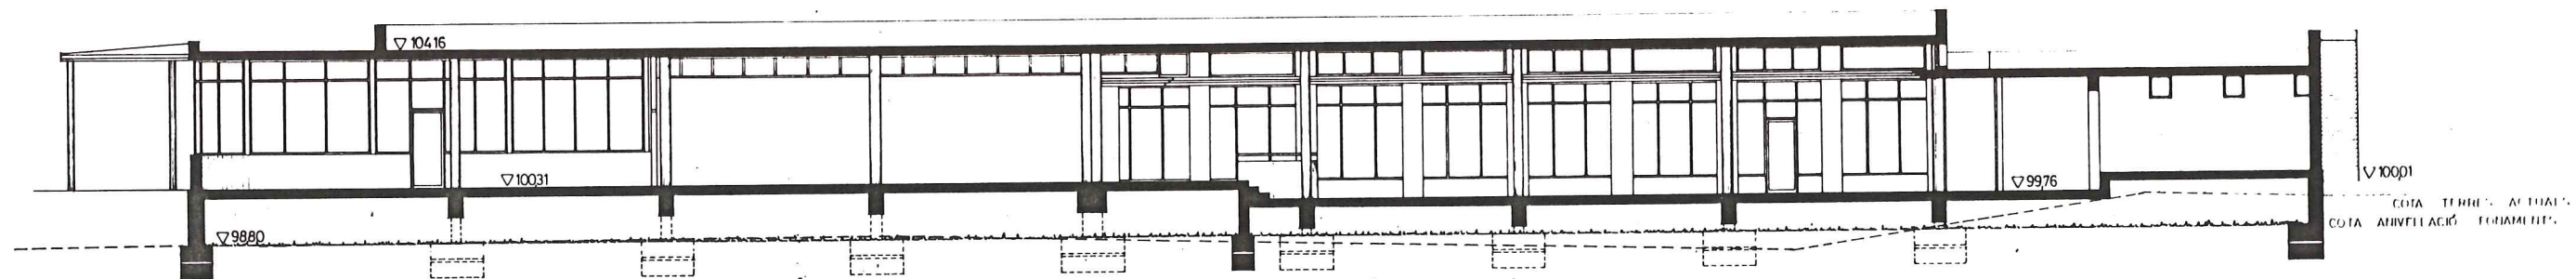 ▽104.16
▽100.31
▽99.76
▽100,01
▽98.80
COTA TERRES ACTUALS
COTA ANIVELLACIÓ FONAMENTS